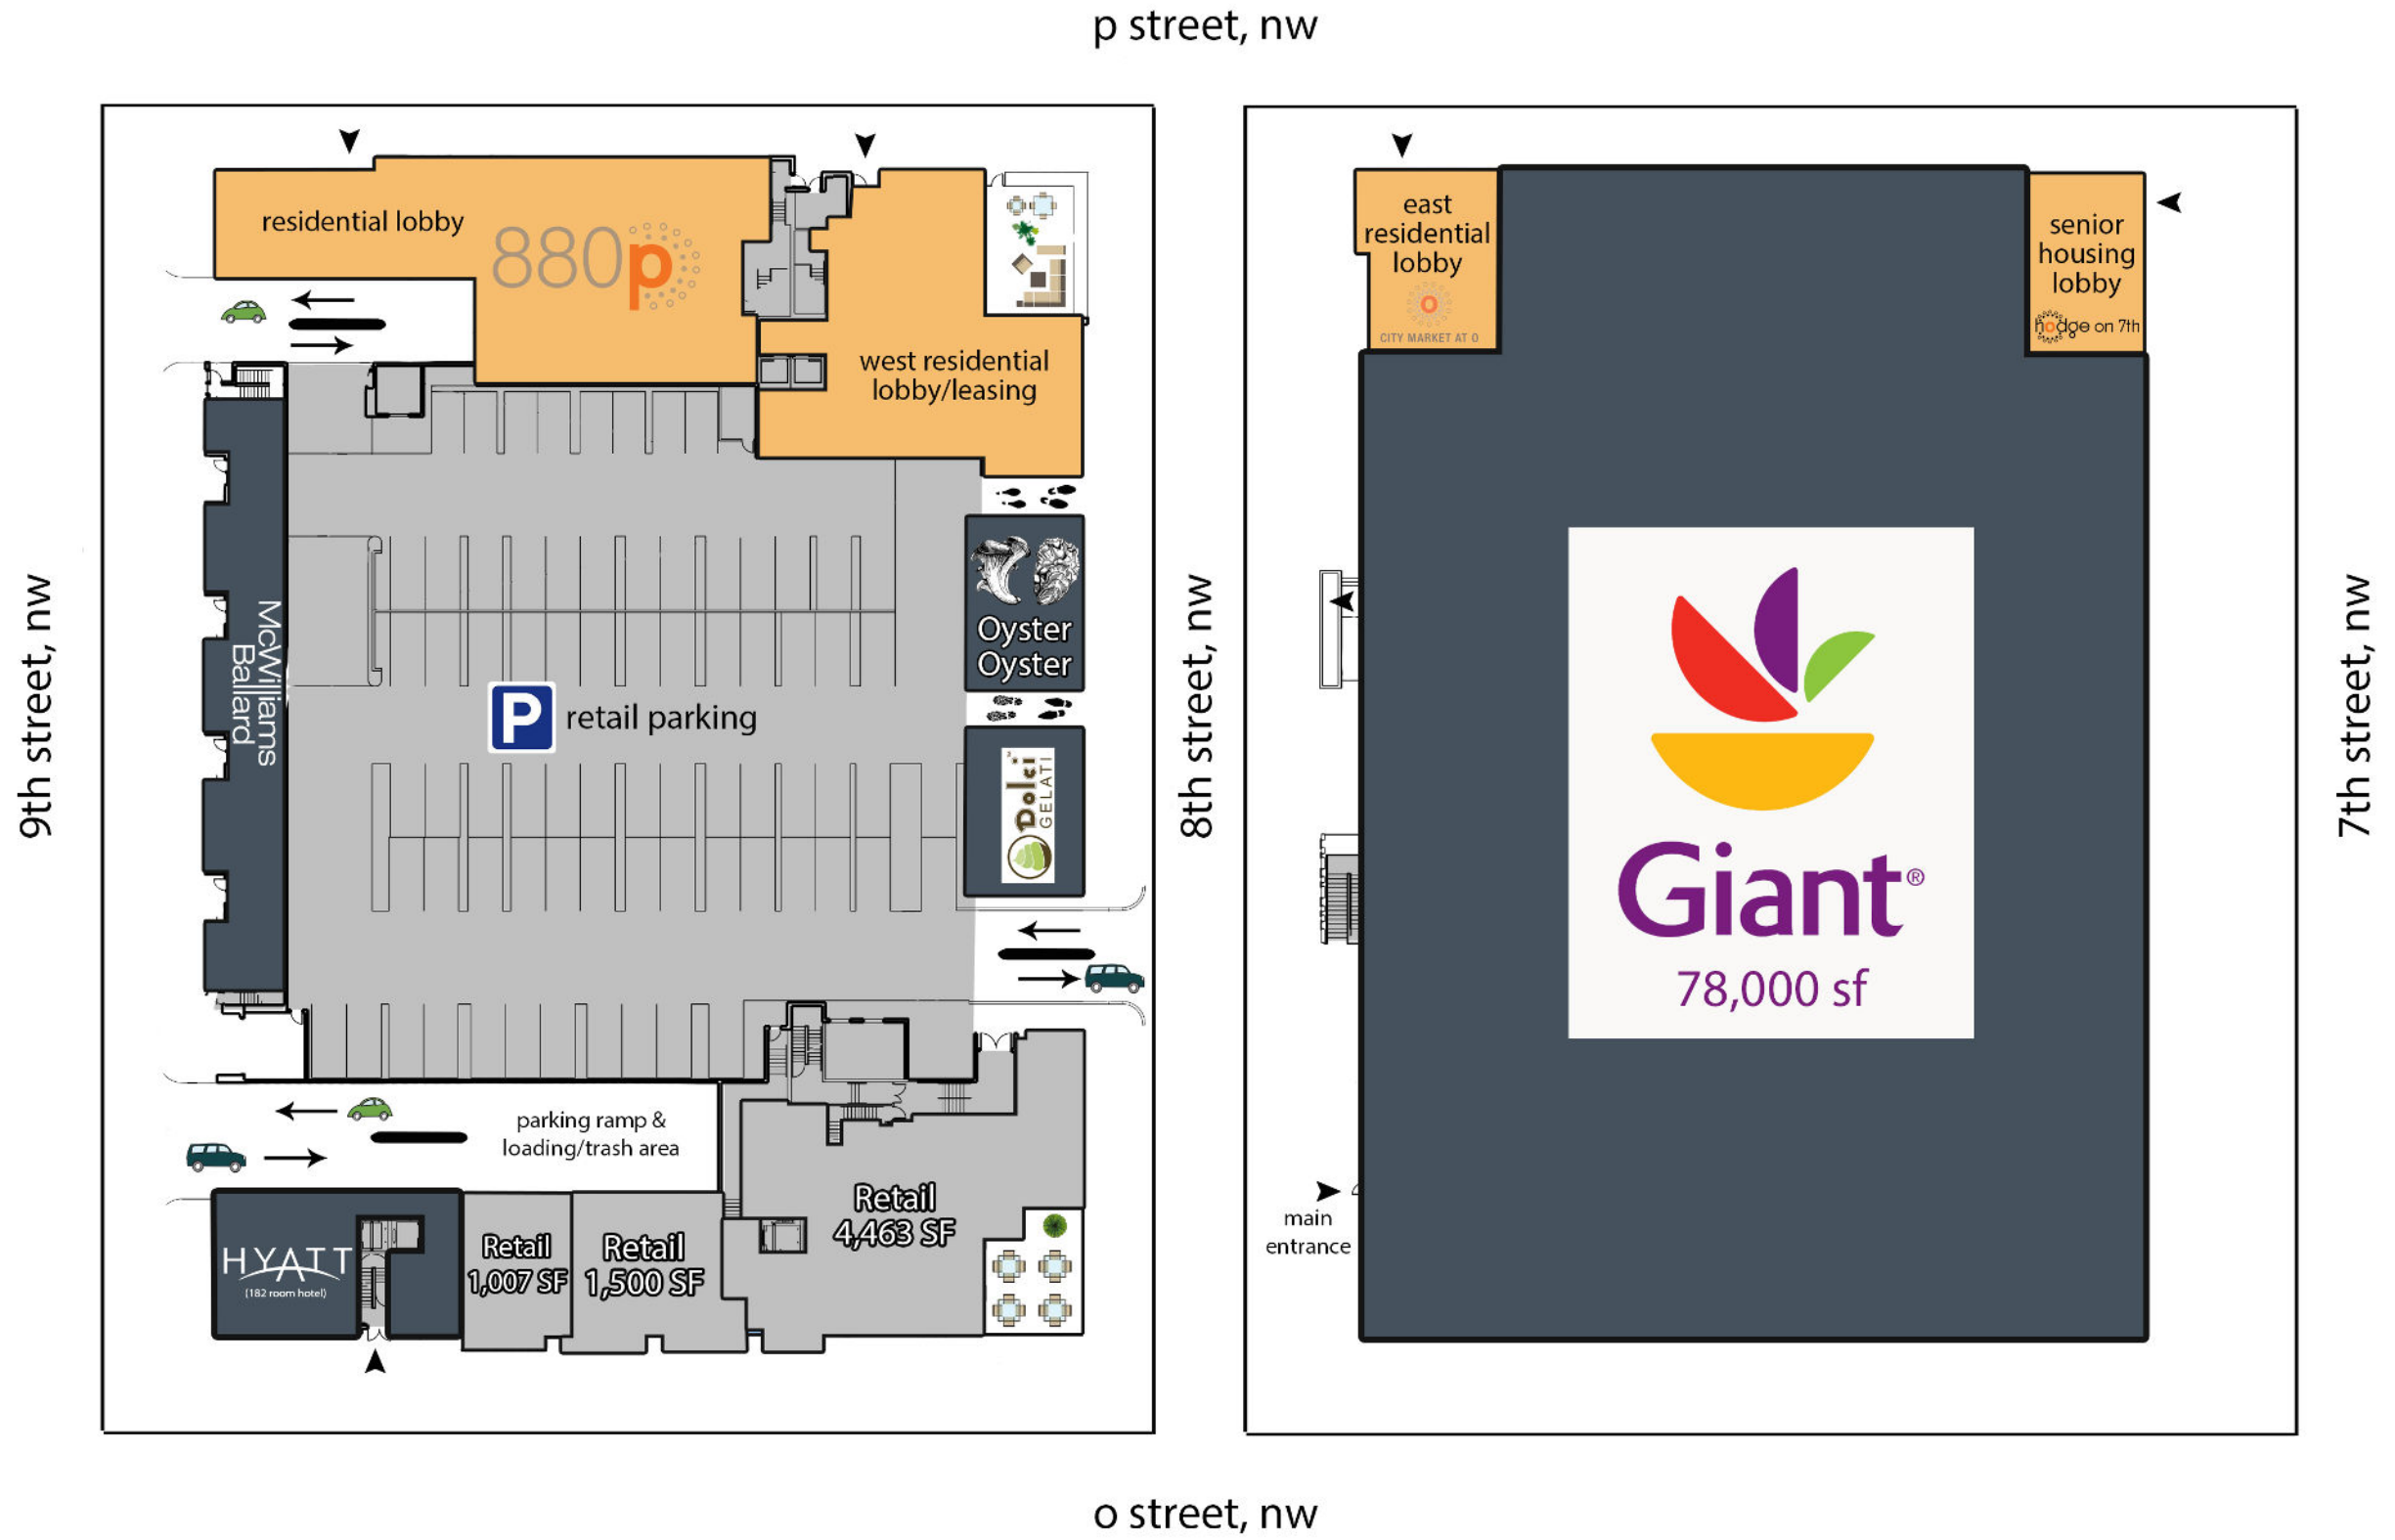 p street, nw
residential lobby
880p
west residential
lobby/leasing
east
residential
lobby
o
CITY MARKET AT O
senior
housing
lobby
hodge on 7th
9th street, nw
McWilliams
Ballard
P
retail parking
Oyster
Oyster
Dolci
GELATI
8th street, nw
Giant®
78,000 sf
7th street, nw
parking ramp &
loading/trash area
HYATT
(182 room hotel)
Retail
1,007 SF
Retail
1,500 SF
Retail
4,463 SF
main
entrance
o street, nw